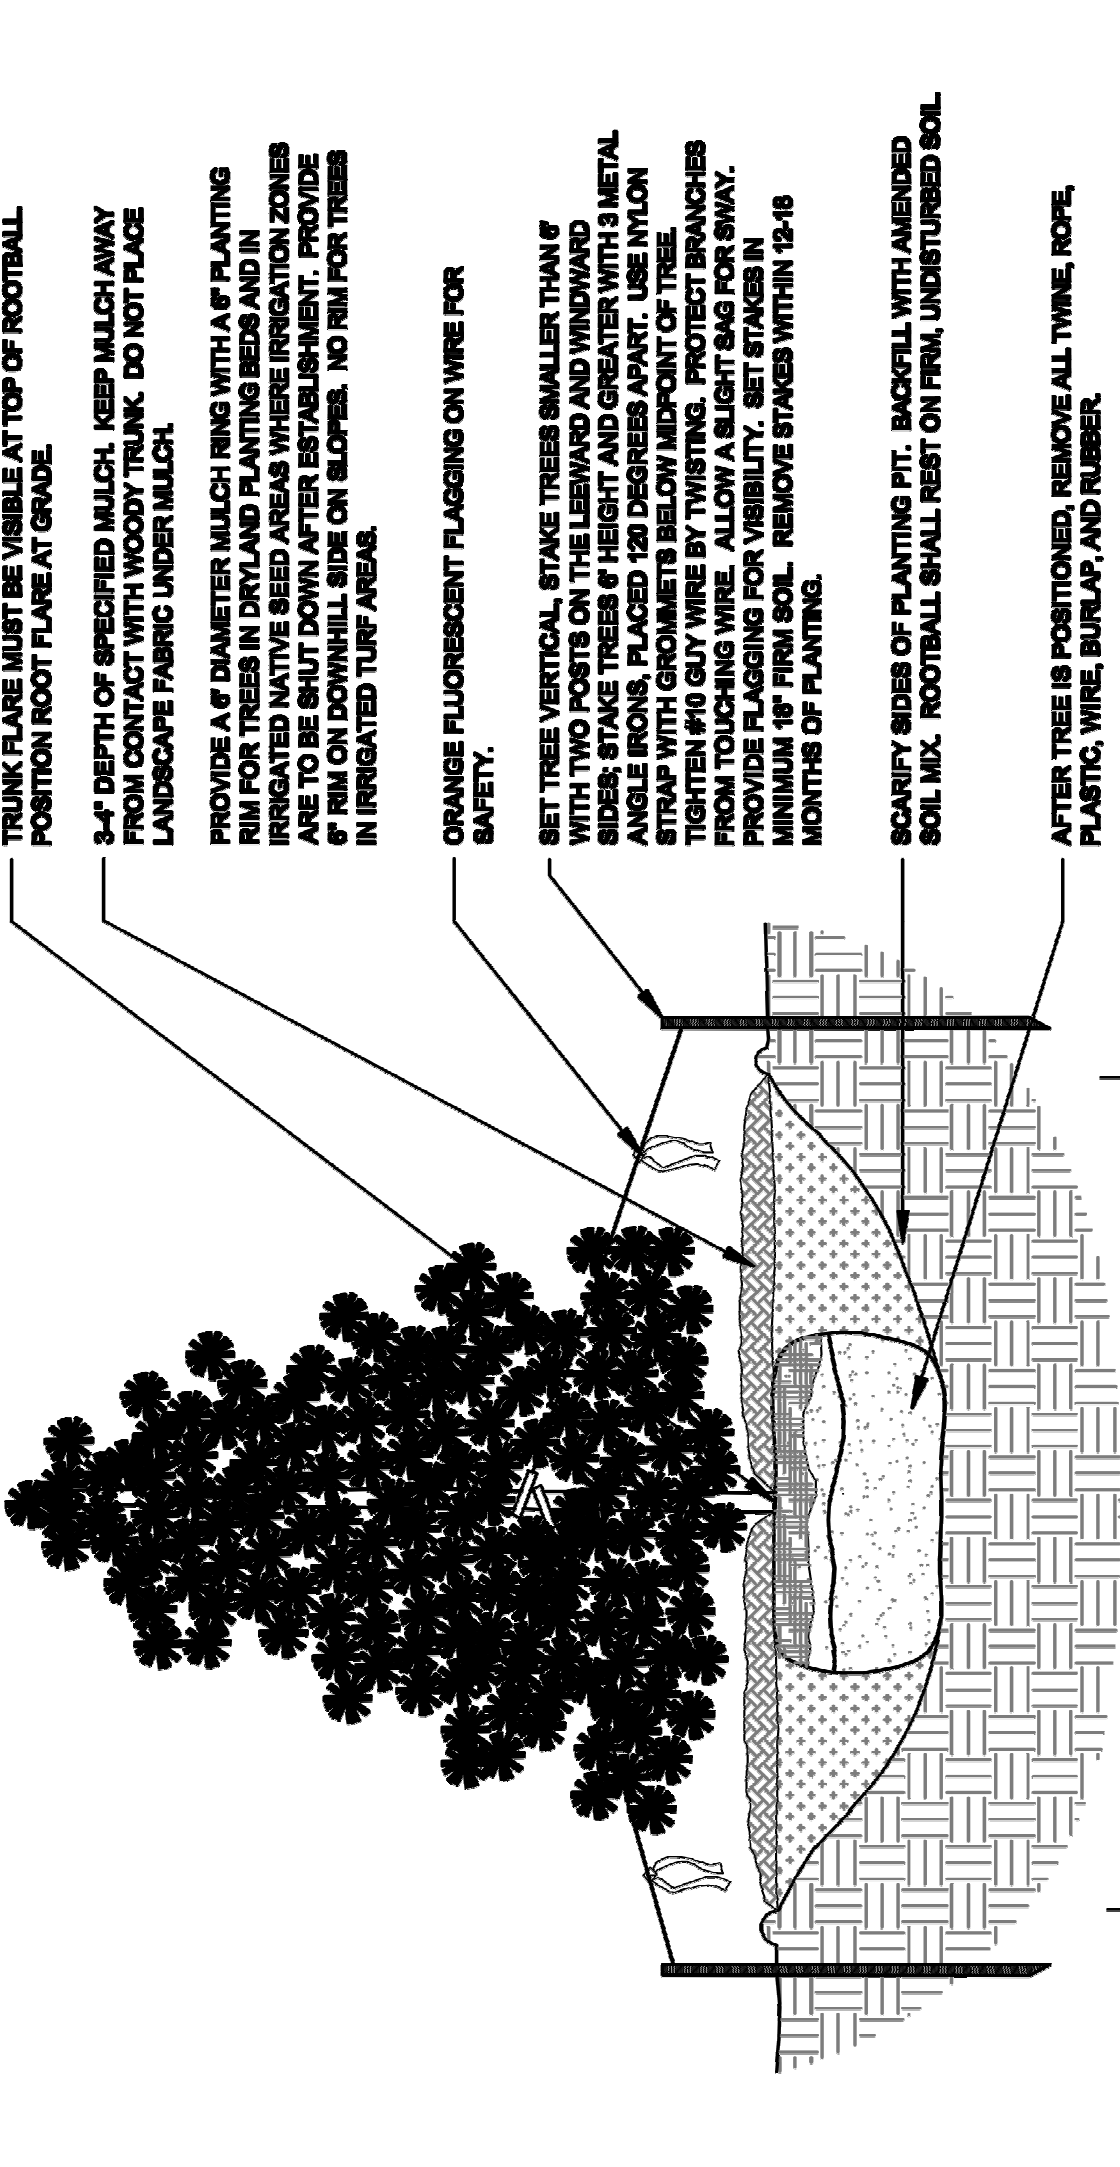 TRUNK FLARE MUST BE VISIBLE AT TOP OF ROOTBALL
POSITION ROOT FLARE AT GRADE.
3-4" DEPTH OF SPECIFIED MULCH. KEEP MULCH AWAY
FROM CONTACT WITH WOODY TRUNK. DO NOT PLACE
LANDSCAPE FABRIC UNDER MULCH.
PROVIDE A 6' DIAMETER MULCH RING WITH A 6" PLANTING
RIM FOR TREES IN DRYLAND PLANTING BEDS AND IN
IRRIGATED NATIVE SEED AREAS WHERE IRRIGATION ZONES
ARE TO BE SHUT DOWN AFTER ESTABLISHMENT. PROVIDE
6" RIM ON DOWNHILL SIDE ON SLOPES. NO RIM FOR TREES
IN IRRIGATED TURF AREAS.
ORANGE FLUORESCENT FLAGGING ON WIRE FOR
SAFETY.
SET TREE VERTICAL, STAKE TREES SMALLER THAN 6'
WITH TWO POSTS ON THE LEEWARD AND WINDWARD
SIDES; STAKE TREES 6' HEIGHT AND GREATER WITH 3 METAL
ANGLE IRONS, PLACED 120 DEGREES APART. USE NYLON
STRAP WITH GROMMETS BELOW MIDPOINT OF TREE.
TIGHTEN #10 GUY WIRE BY TWISTING. PROTECT BRANCHES
FROM TOUCHING WIRE. ALLOW A SLIGHT SAG FOR SWAY.
PROVIDE FLAGGING FOR VISIBILITY. SET STAKES IN
MINIMUM 18" FIRM SOIL. REMOVE STAKES WITHIN 12-18
MONTHS OF PLANTING.
SCARIFY SIDES OF PLANTING PIT. BACKFILL WITH AMENDED
SOIL MIX. ROOTBALL SHALL REST ON FIRM, UNDISTURBED SOIL.
AFTER TREE IS POSITIONED, REMOVE ALL TWINE, ROPE,
PLASTIC, WIRE, BURLAP, AND RUBBER.